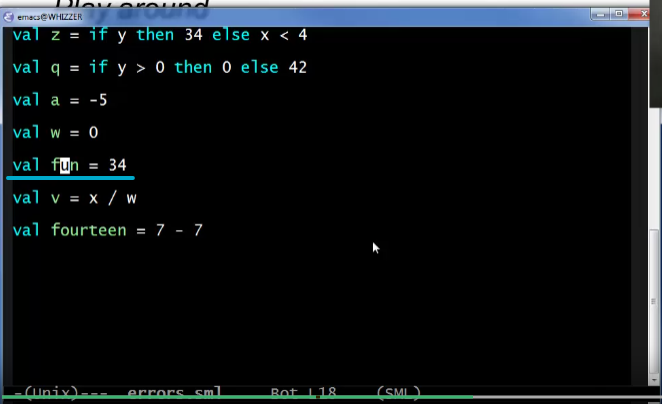 Play around
emacs@WHIZZER
val z = if y then 34 else x < 4
val q = if y > 0 then 0 else 42
val a = -5
val w = 0
val fun = 34
val v = x / w
val fourteen = 7 - 7
-(Unix)--- errors.sml Bot L18 (SML)